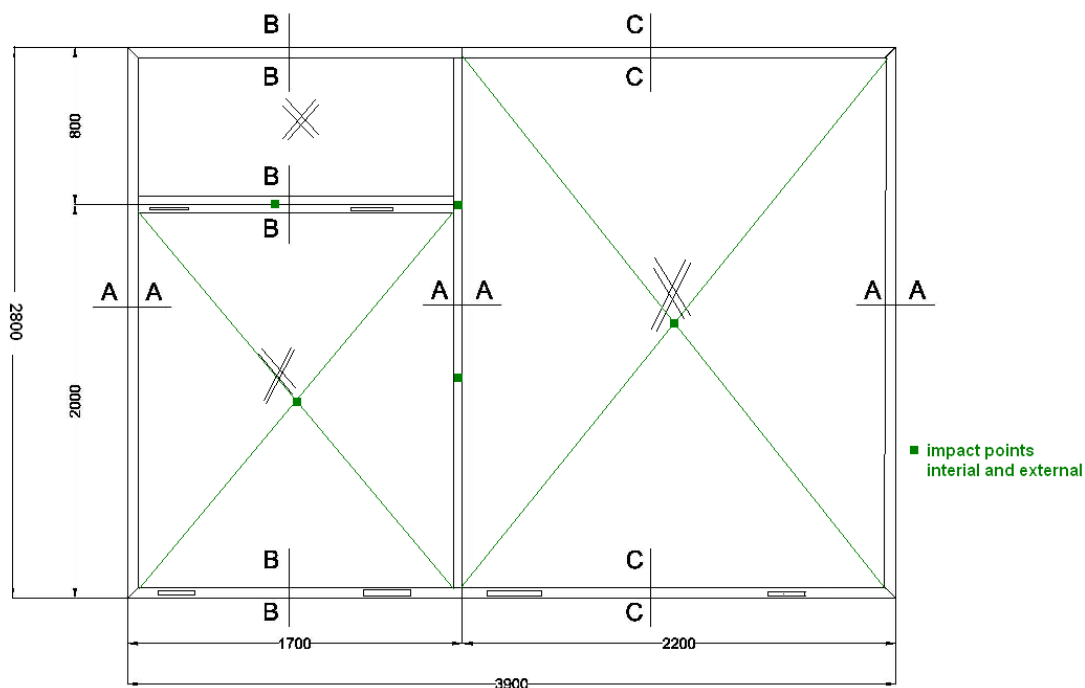 B
C
B
C
800
B
B
A
A
A
A
A
A
2800
2000
impact points
interial and external
B
C
B
C
1700
2200
3900